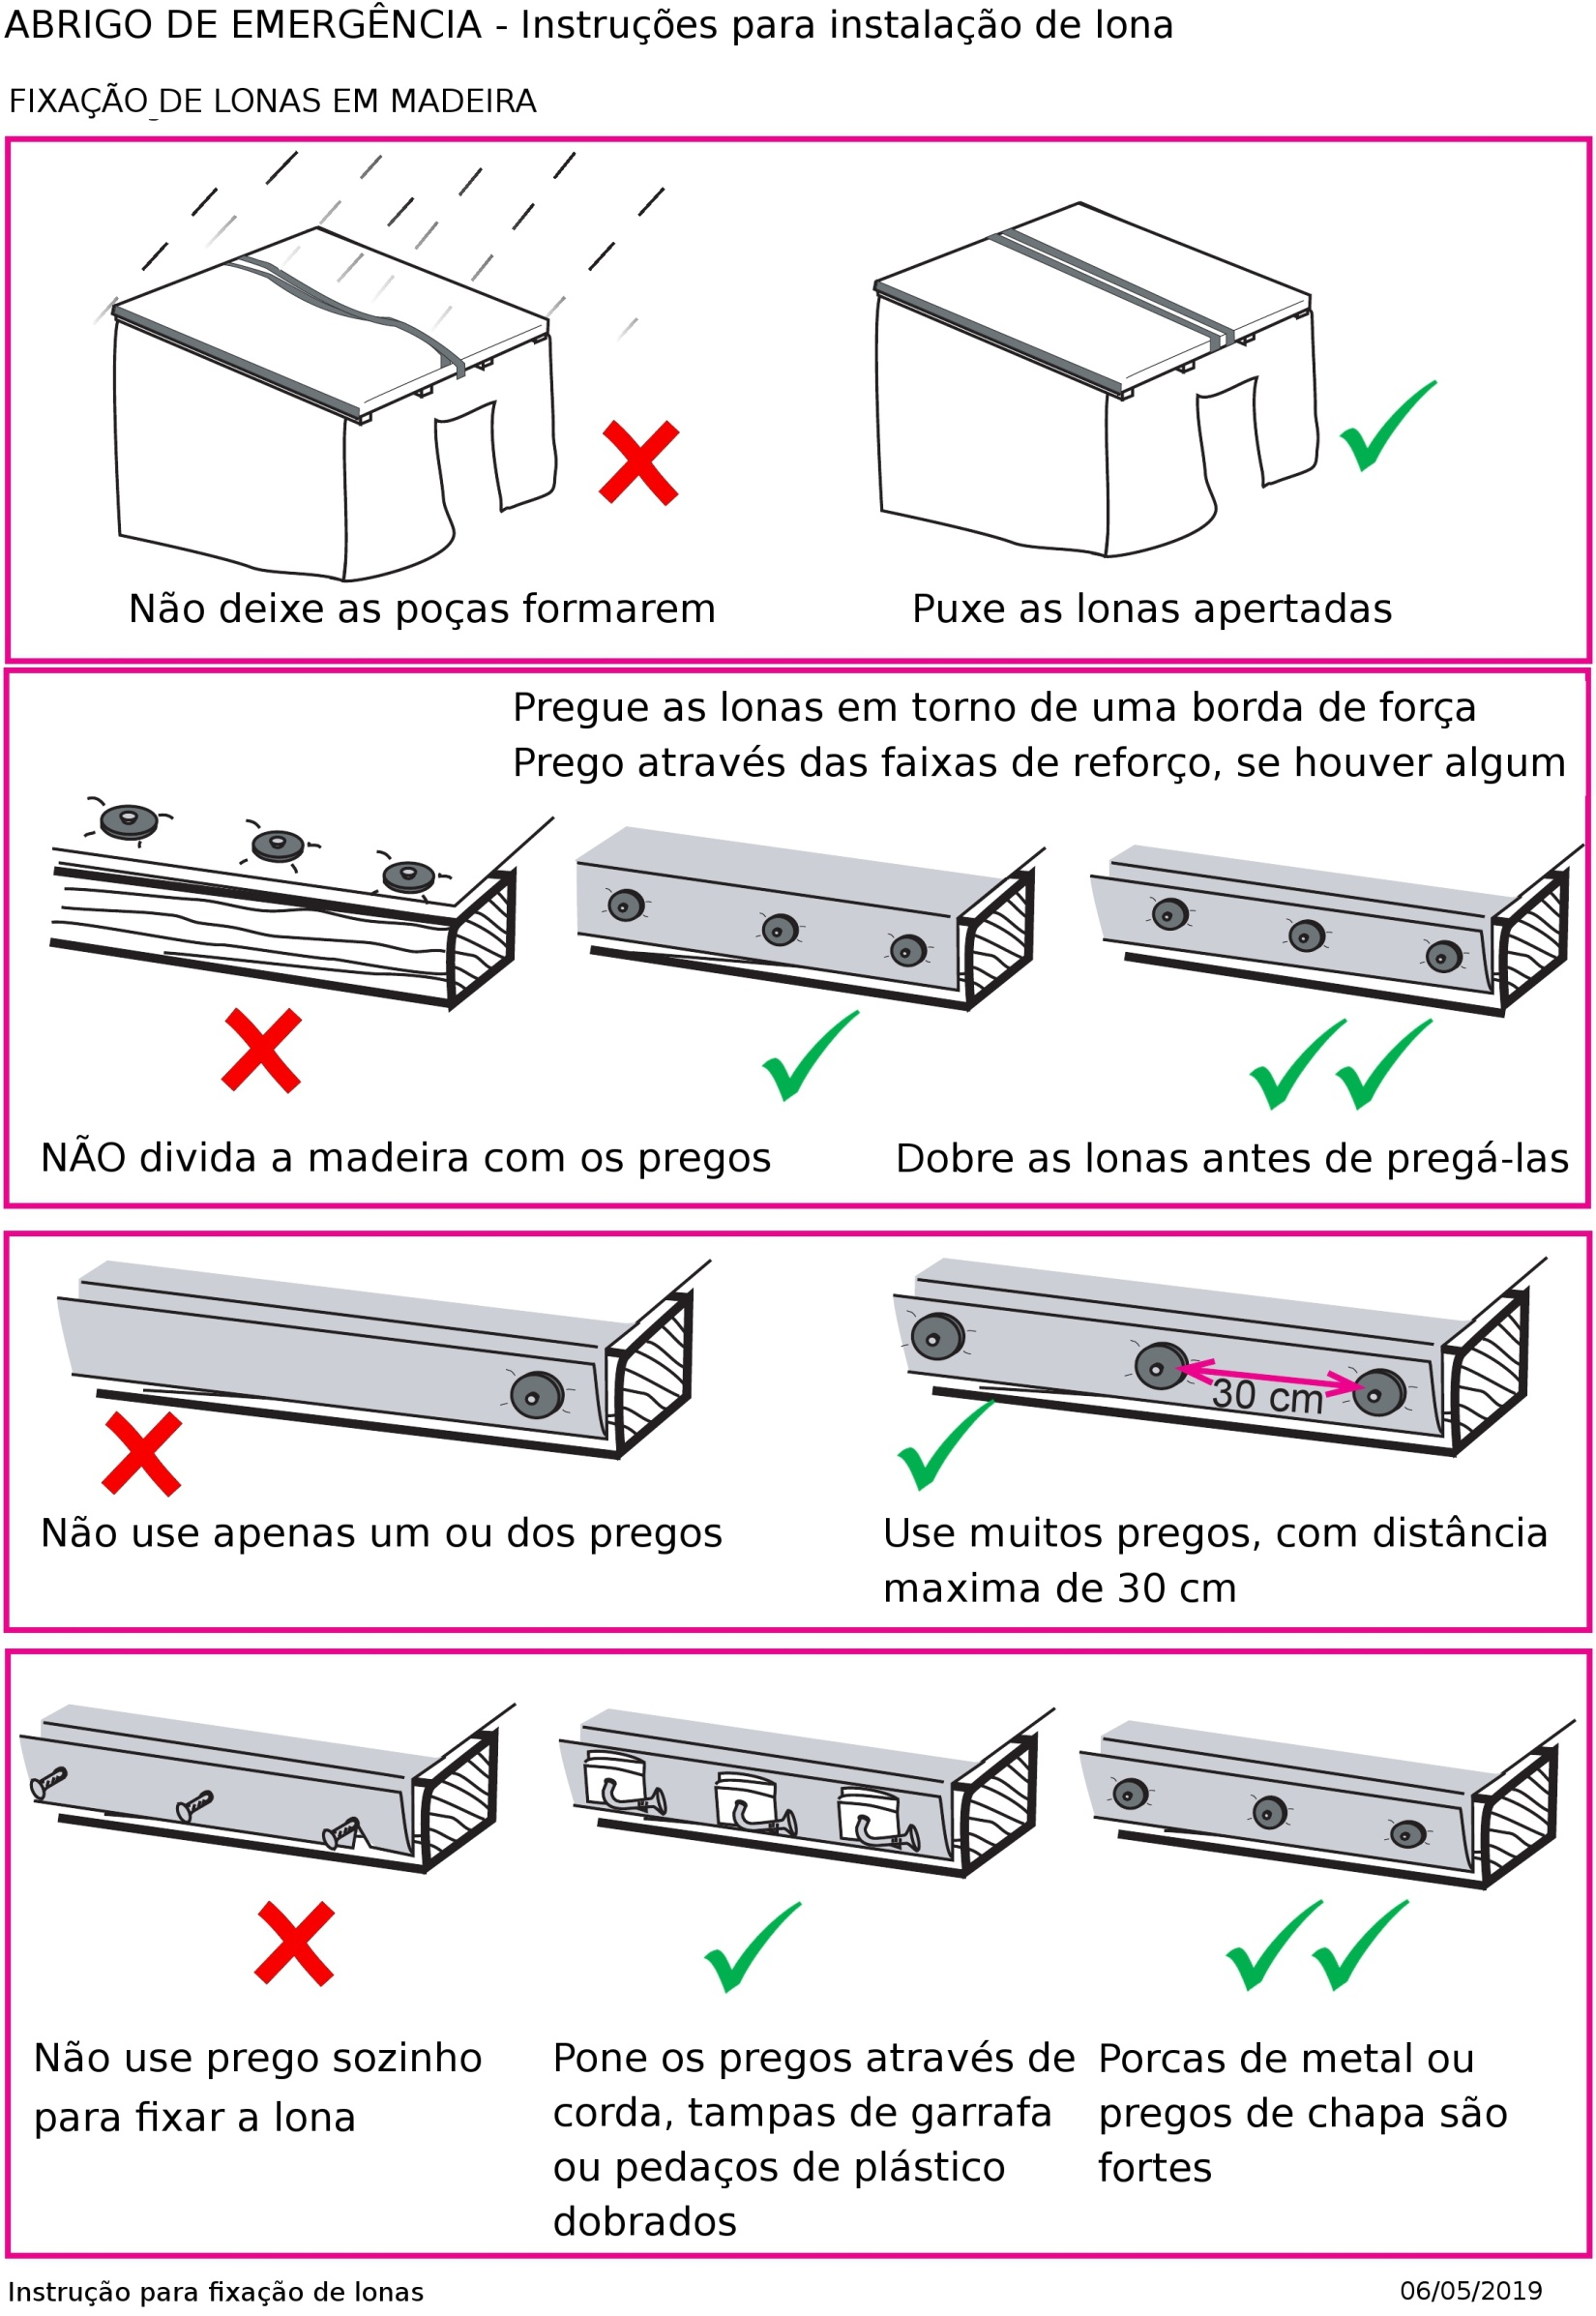 ABRIGO DE EMERGÊNCIA - Instruções para instalação de lona
FIXAÇÃO DE LONAS EM MADEIRA
Não deixe as poças formarem
Puxe as lonas apertadas
Pregue as lonas em torno de uma borda de força
Prego através das faixas de reforço, se houver algum
NÃO divida a madeira com os pregos
Dobre as lonas antes de pregá-las
30 cm
Não use apenas um ou dos pregos
Use muitos pregos, com distância
maxima de 30 cm
Não use prego sozinho
para fixar a lona
Pone os pregos através de
corda, tampas de garrafa
ou pedaços de plástico
dobrados
Porcas de metal ou
pregos de chapa são
fortes
Instrução para fixação de lonas
06/05/2019